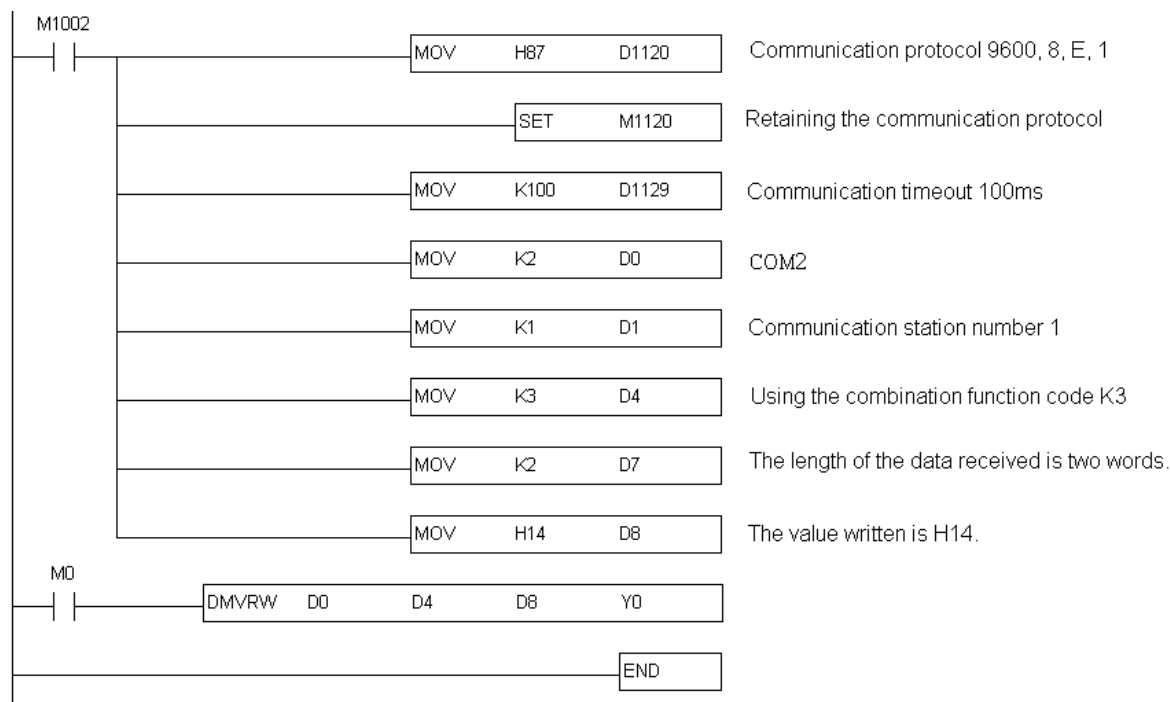 M1002
MOV H87 D1120 Communication protocol 9600, 8, E, 1
SET M1120 Retaining the communication protocol
MOV K100 D1129 Communication timeout 100ms
MOV K2 D0 COM2
MOV K1 D1 Communication station number 1
MOV K3 D4 Using the combination function code K3
MOV K2 D7 The length of the data received is two words.
MOV H14 D8 The value written is H14.
M0
DMVRW D0 D4 D8 Y0
END